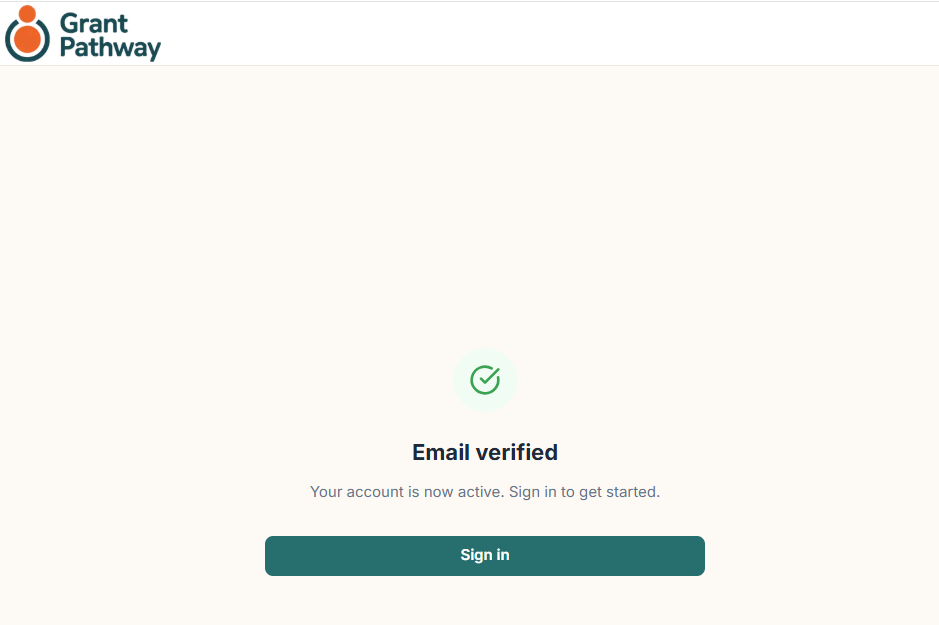 Grant
Pathway
Email verified
Your account is now active. Sign in to get started.
Sign in